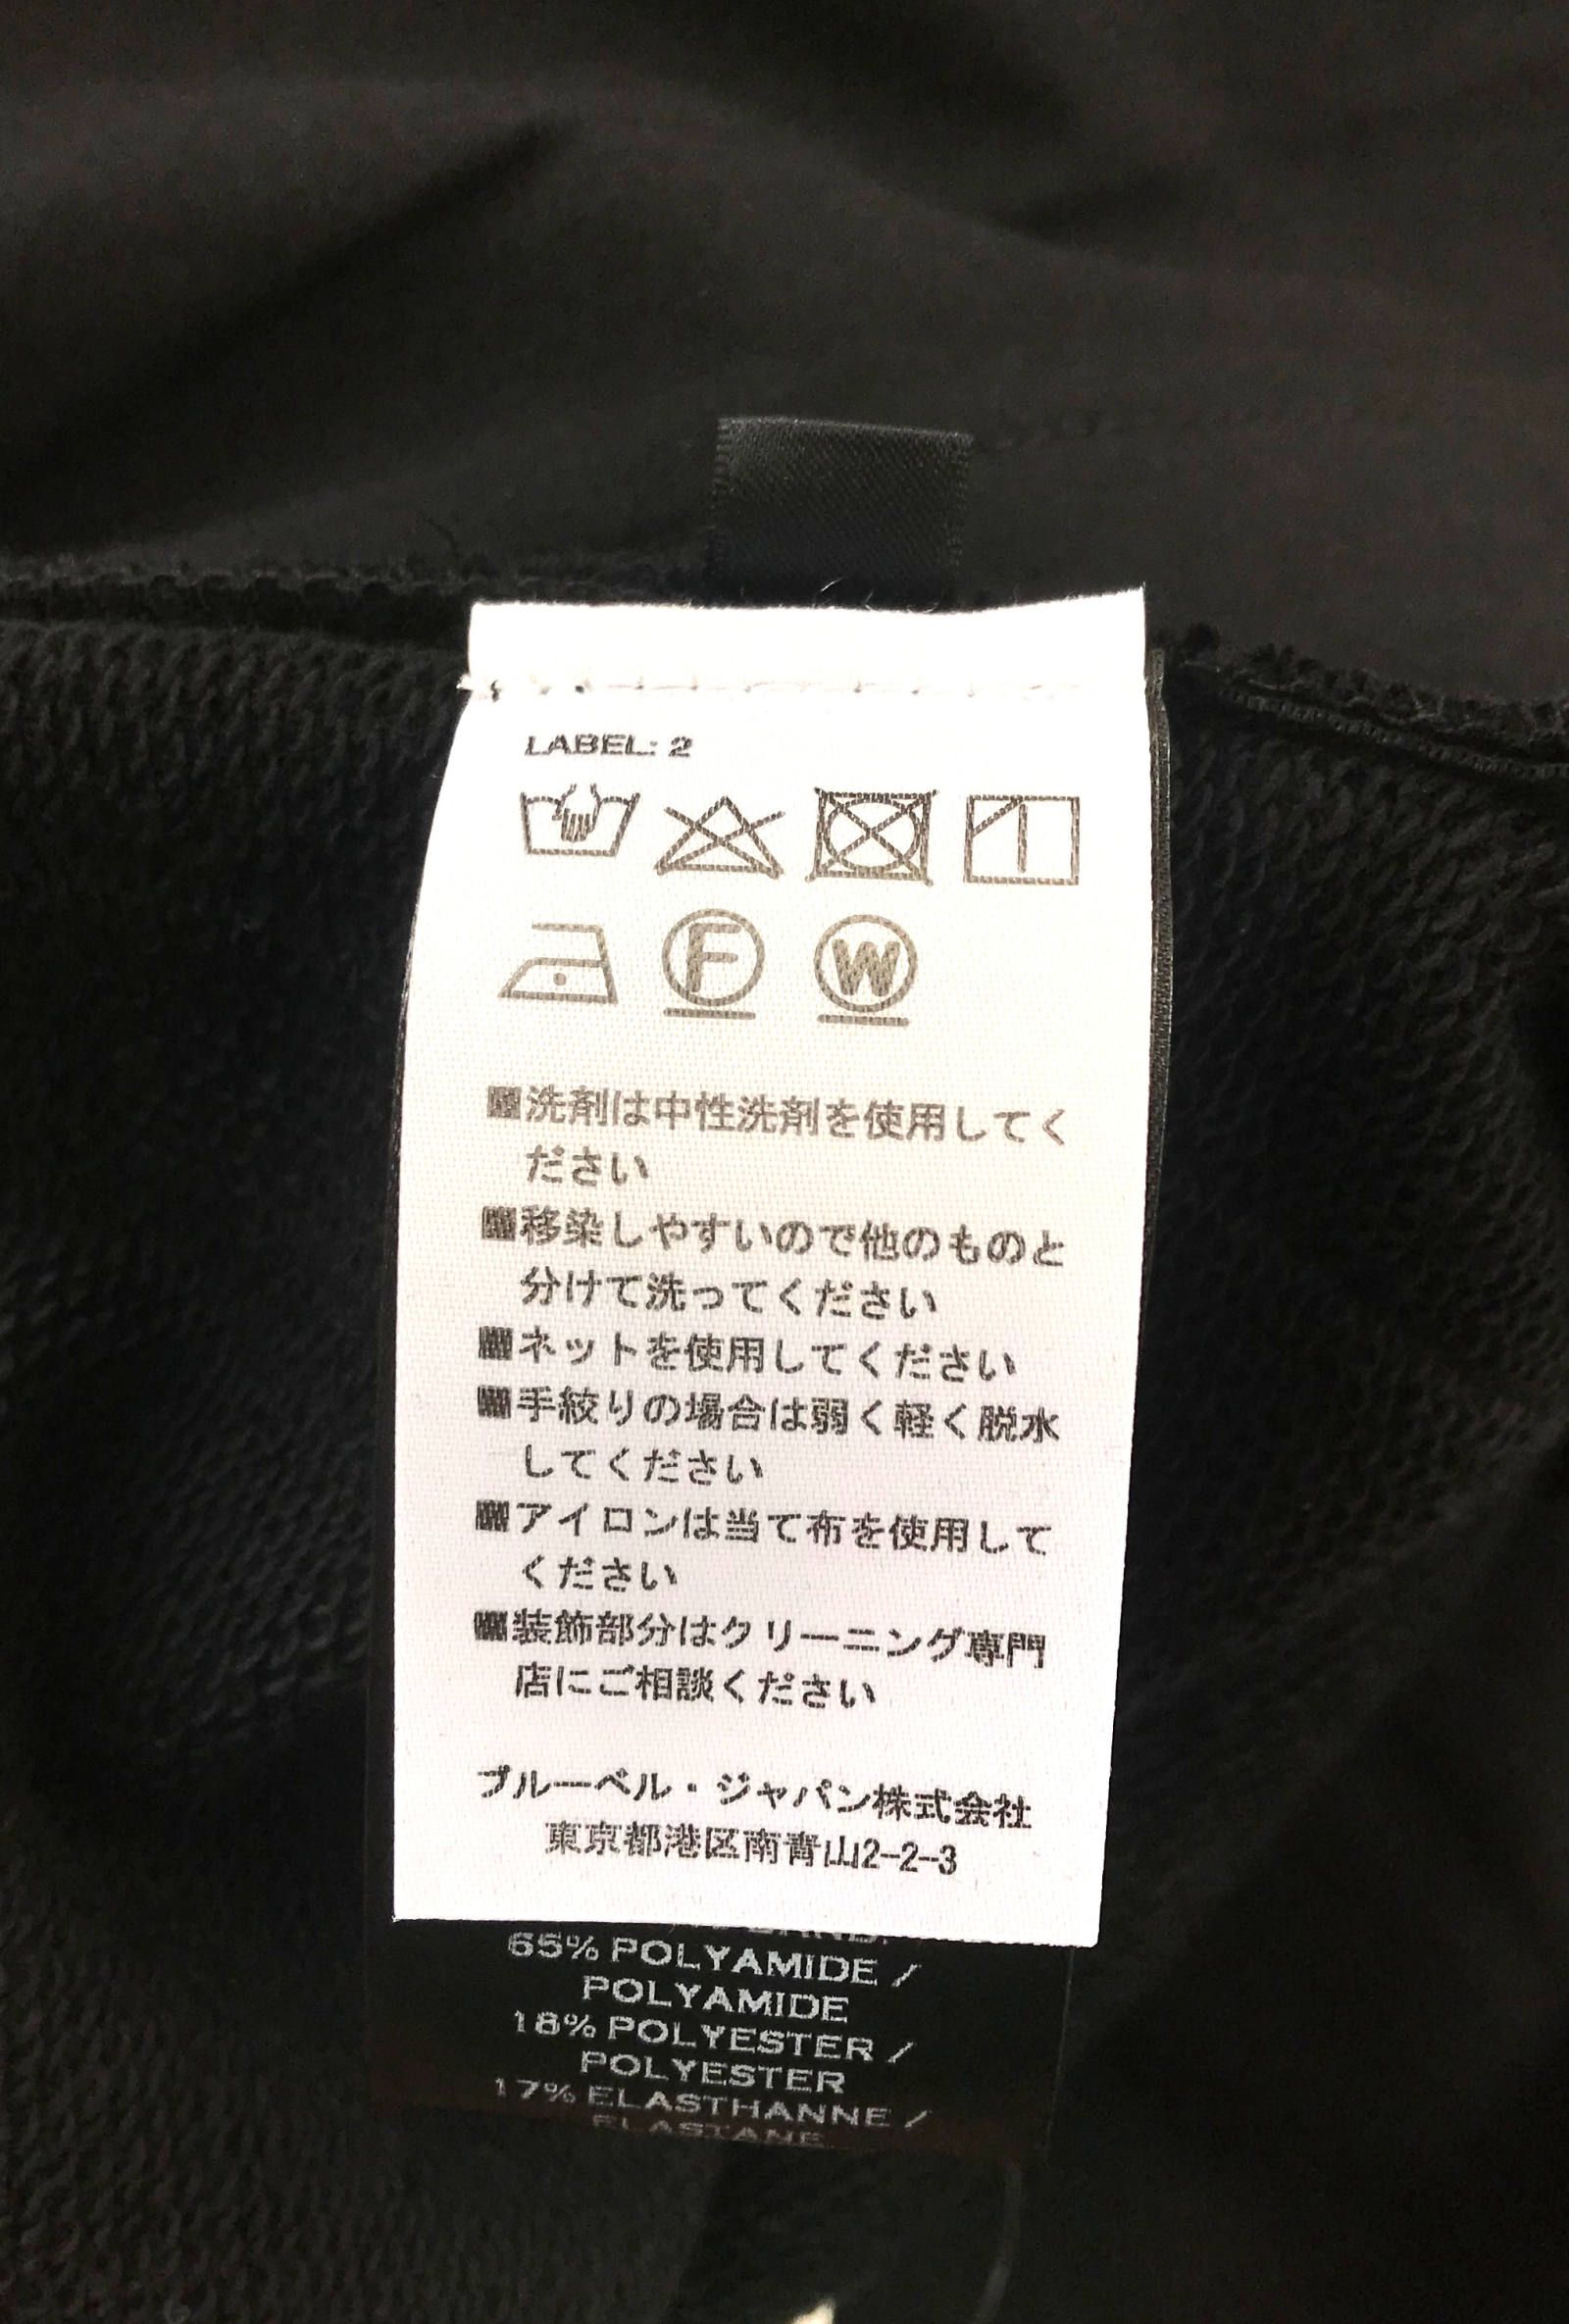 LABEL: 2
F W
■洗剤は中性洗剤を使用してく
ださい
■移染しやすいので他のものと
分けて洗ってください
■ネットを使用してください
■手絞りの場合は弱く軽く脱水
してください
■アイロンは当て布を使用して
ください
■装飾部分はクリーニング専門
店にご相談ください
ブルーベル・ジャパン株式会社
東京都港区南青山2-2-3
65% POLYAMIDE /
POLYAMIDE
18% POLYESTER /
POLYESTER
17% ELASTHANNE /
ELASTANE